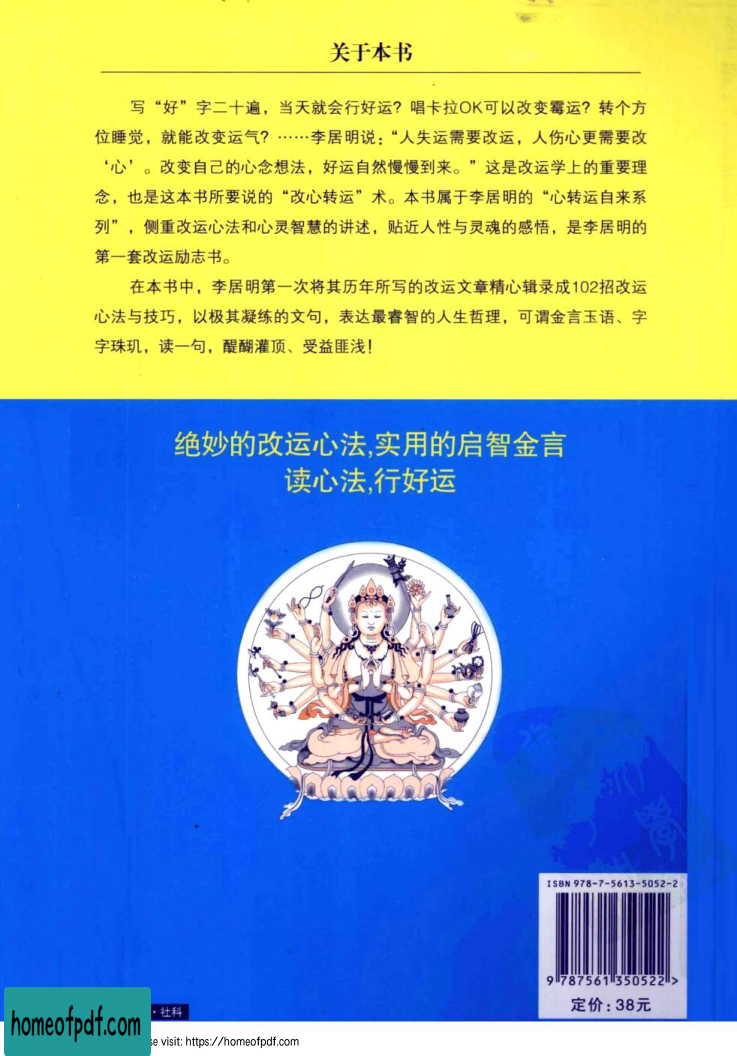 关于本书
写“好”字二十遍，当天就会行好运？唱卡拉OK可以改变霉运？转个方
位睡觉，就能改变运气？……李居明说：“人失运需要改运，人伤心更需要改
‘心’。改变自己的心念想法，好运自然慢慢到来。”这是改运学上的重要理
念，也是这本书所要说的“改心转运”术。本书属于李居明的“心转运自来系
列”，侧重改运心法和心灵智慧的讲述，贴近人性与灵魂的感悟，是李居明的
第一套改运励志书。
在本书中，李居明第一次将其历年所写的改运文章精心辑录成102招改运
心法与技巧，以极其凝练的文句，表达最睿智的人生哲理，可谓金言玉语、字
字珠玑，读一句，醍醐灌顶、受益匪浅！
绝妙的改运心法,实用的启智金言
读心法,行好运
ISBN 978-7-5613-5052-2
9 787561 350522 >
定价：38元
·社科
homeofpdf.com
se visit: https://homeofpdf.com